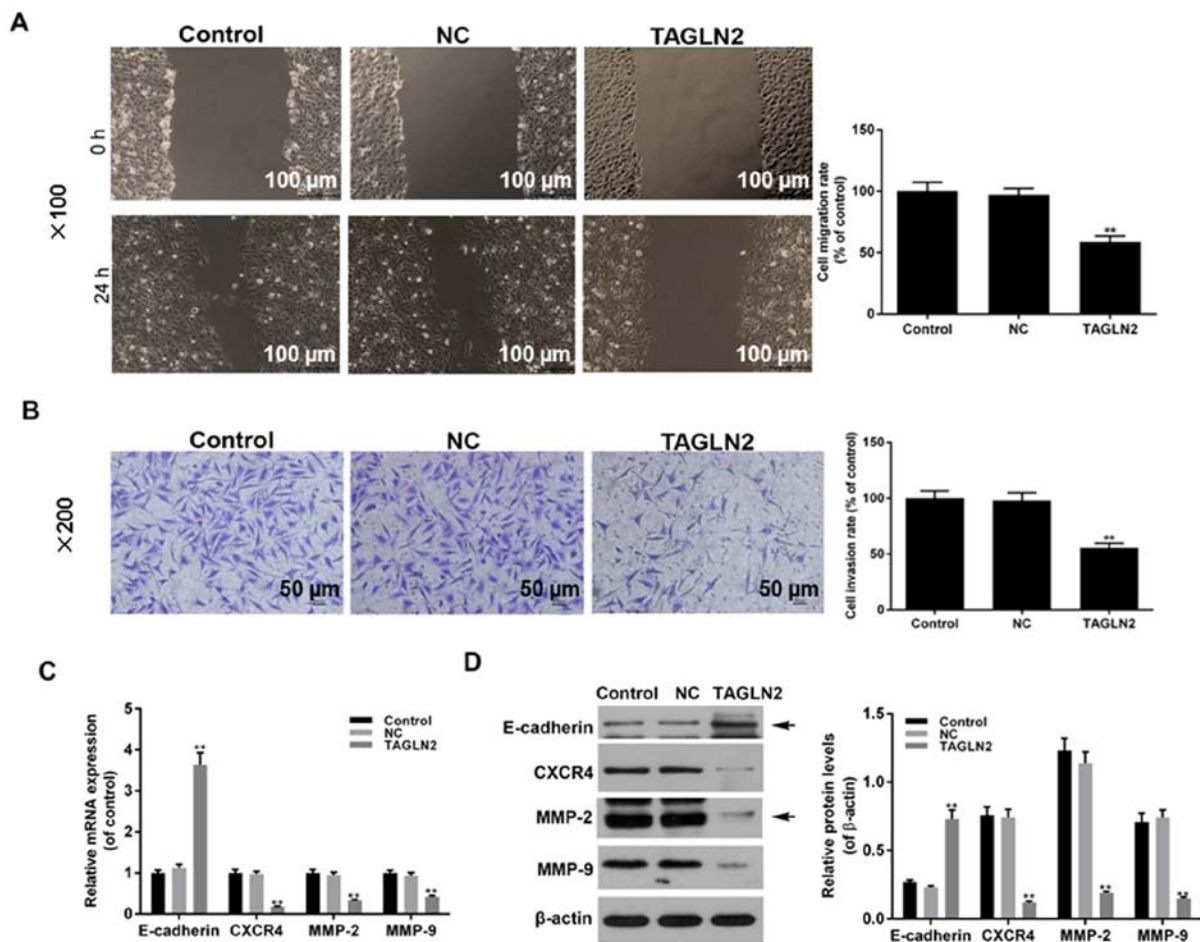 A
Control
NC
TAGLN2
×100
0 h
100 µm
100 µm
100 µm
24 h
100 µm
100 µm
100 µm
Cell migration rate
(% of control)
150
100
50
0
**
Control
NC
TAGLN2
B
Control
NC
TAGLN2
×200
50 µm
50 µm
50 µm
Cell invasion rate (% of control)
150
100
50
0
**
Control
NC
TAGLN2
C
Relative mRNA expression
(of control)
5
4
3
2
1
0
Control
NC
TAGLN2
**
**
**
**
E-cadherin
CXCR4
MMP-2
MMP-9
D
Control NC TAGLN2
E-cadherin
CXCR4
MMP-2
MMP-9
β-actin
Relative protein levels
(of β-actin)
1.5
1.0
0.5
0.0
Control
NC
TAGLN2
**
**
**
**
E-cadherin
CXCR4
MMP-2
MMP-9